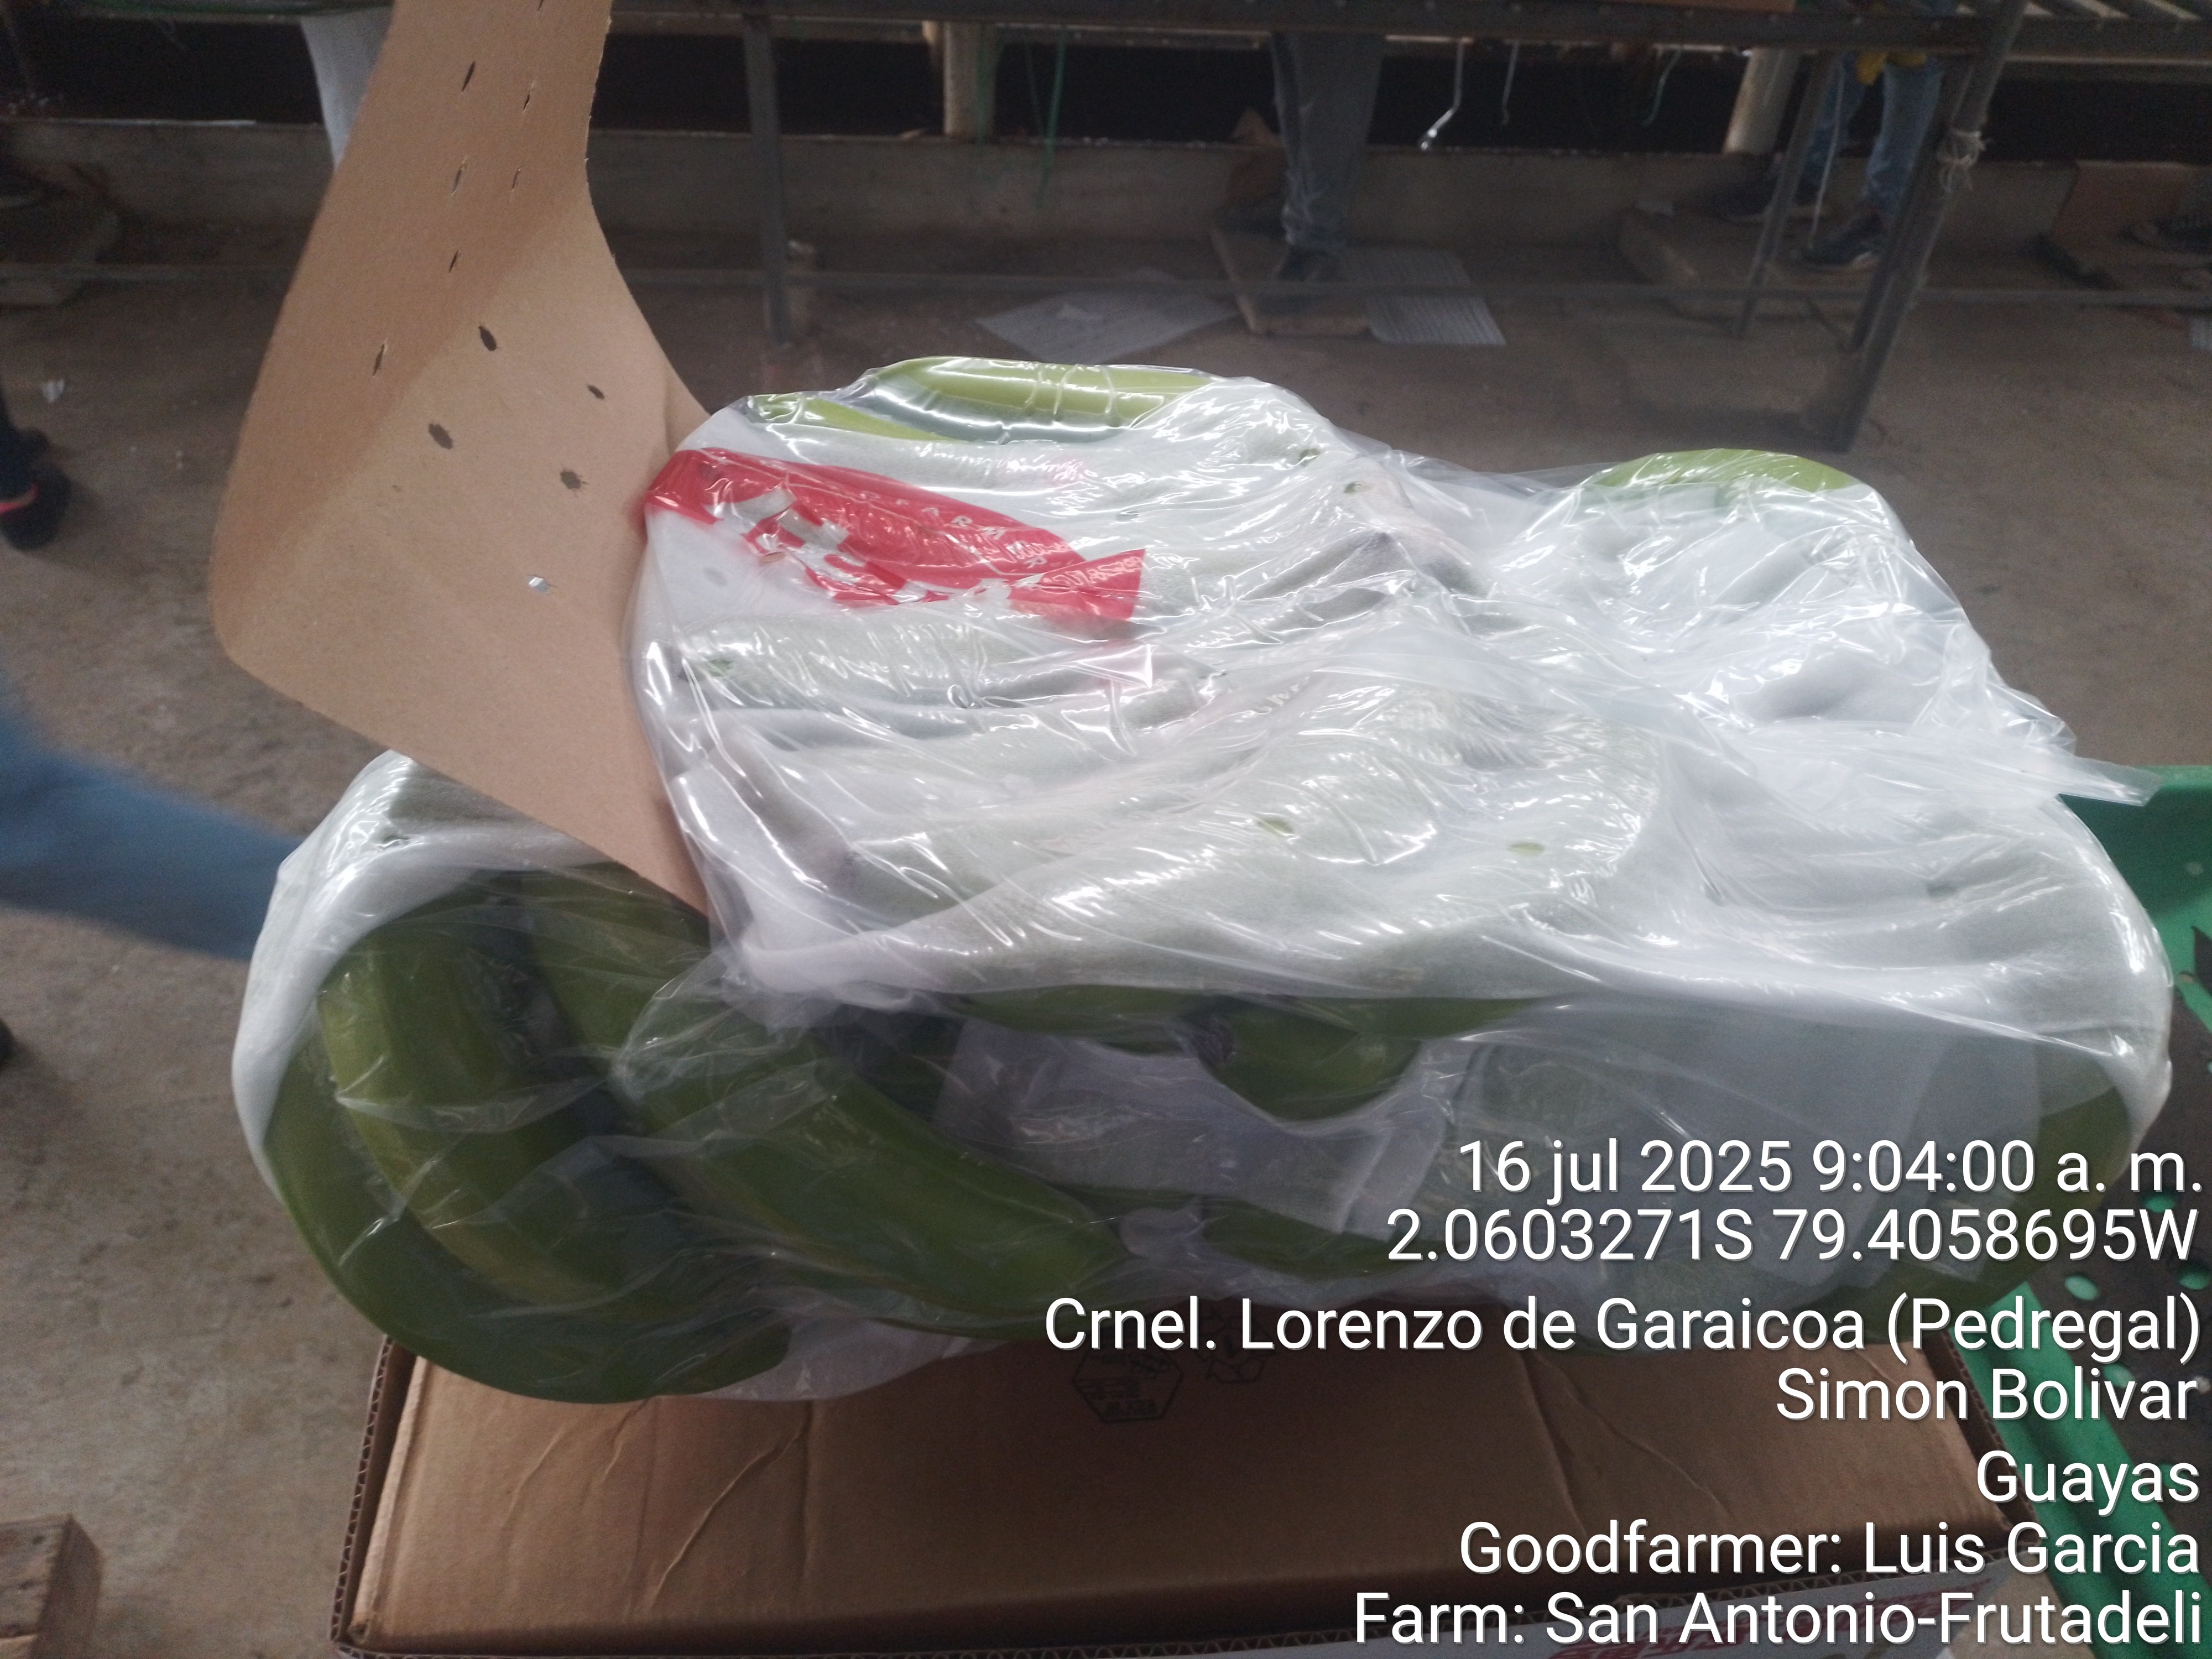 16 jul 2025 9:04:00 a. m.
2.0603271S 79.4058695W
Crnel. Lorenzo de Garaicoa (Pedregal)
Simon Bolivar
Guayas
Goodfarmer: Luis Garcia
Farm: San Antonio-Frutadeli